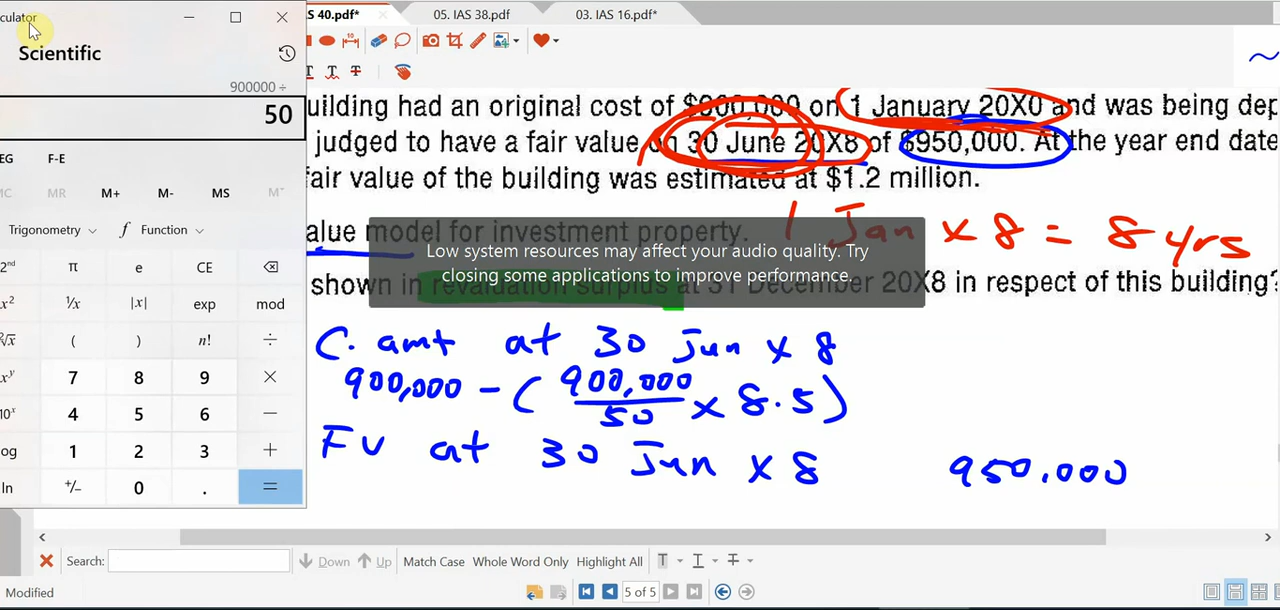 culator
S 40.pdf*
05. IAS 38.pdf
03. IAS 16.pdf*
Scientific
900000 ÷
50
EG F-E
MC MR M+ M- MS M˅
Trigonometry Function
2nd π e CE
x² ¹/x |x| exp mod
²√x ( ) n! ÷
xʸ 7 8 9 ×
10ˣ 4 5 6 −
og 1 2 3 +
ln +/− 0 . =
uilding had an original cost of $900,000 on 1 January 20X0 and was being dep
judged to have a fair value on 30 June 20X8 of $950,000. At the year end date
fair value of the building was estimated at $1.2 million.
alue model for investment property.
1 Jan x 8 = 8 yrs
Low system resources may affect your audio quality. Try
closing some applications to improve performance.
shown in revaluation surplus at 31 December 20X8 in respect of this building?
C. amt at 30 Jun x 8
900,000 - ( 900,000 / 50 x 8.5 )
FV at 30 Jun x 8 950,000
Search: Down Up Match Case Whole Word Only Highlight All
Modified
5 of 5